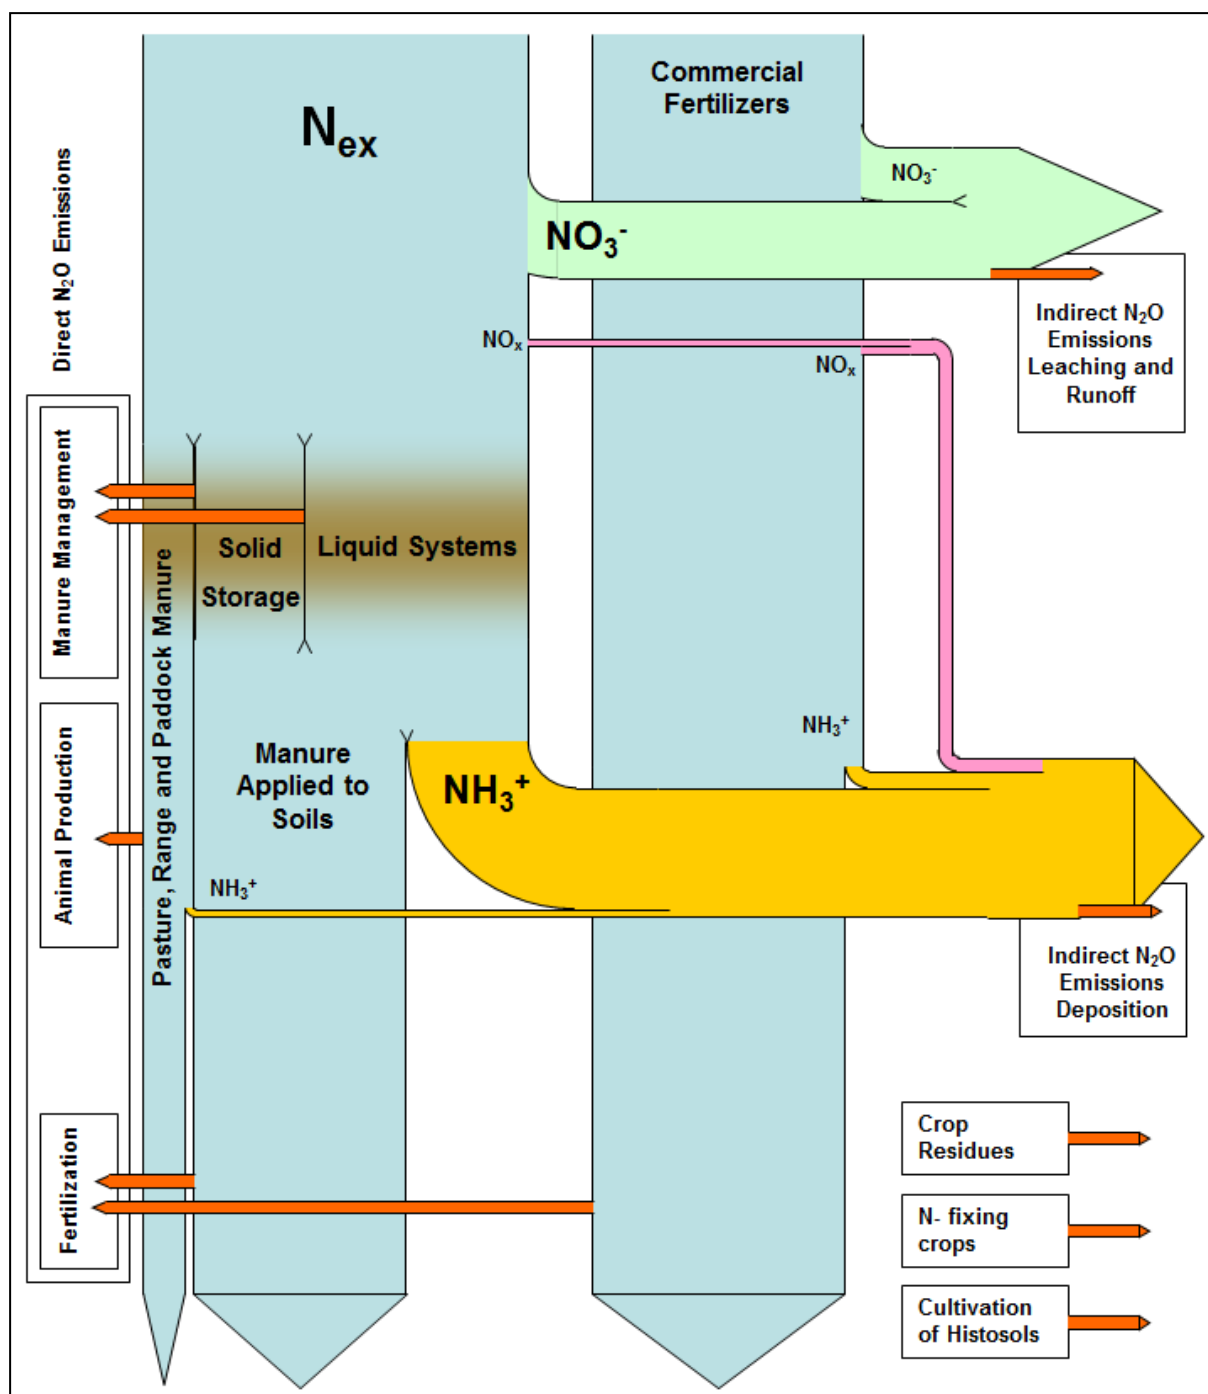 Commercial
Fertilizers
Nex
NO3-
NO3-
Direct N2O Emissions
NOx
NOx
Indirect N2O
Emissions
Leaching and
Runoff
Manure Management
Solid
Storage
Liquid Systems
Pasture, Range and Paddock Manure
Manure
Applied to
Soils
NH3+
NH3+
NH3+
Animal Production
Indirect N2O
Emissions
Deposition
Fertilization
Crop
Residues
N- fixing
crops
Cultivation
of Histosols